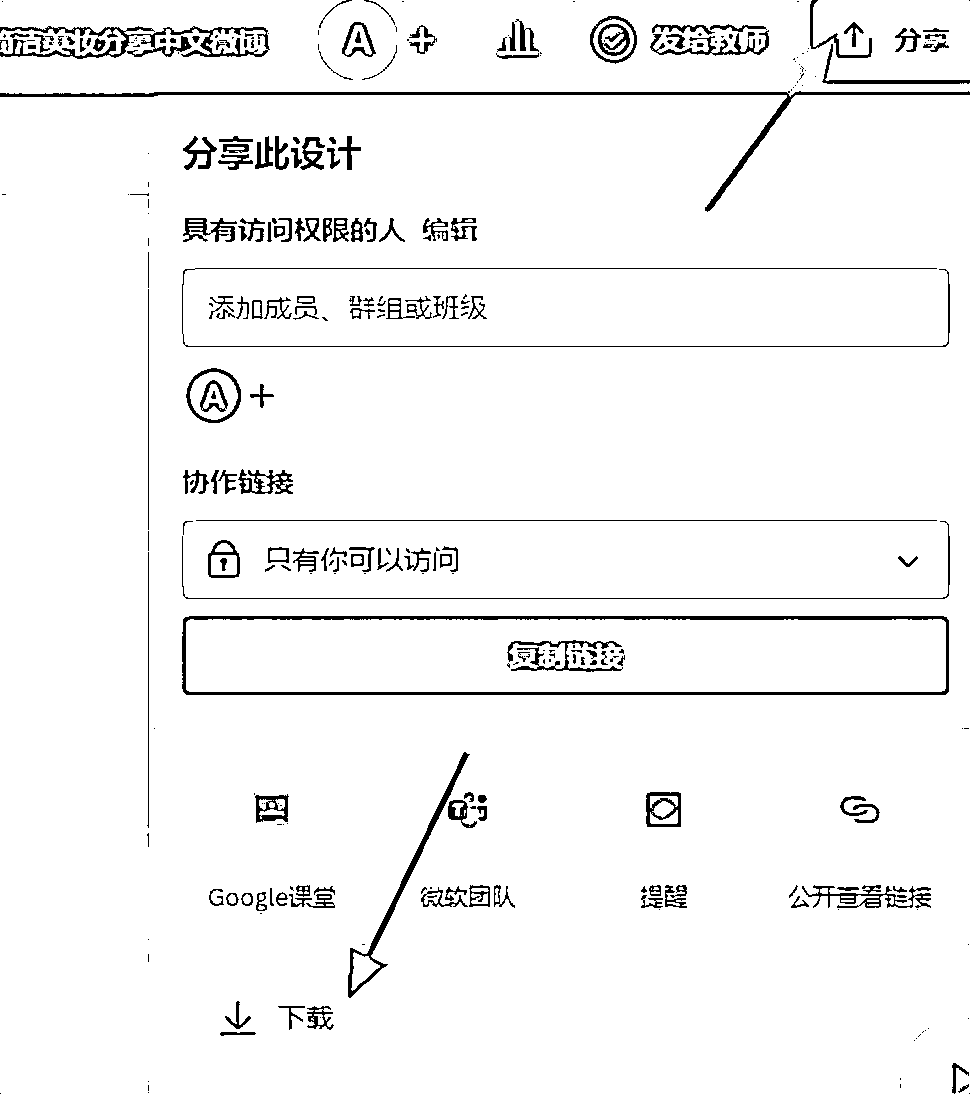 简洁美妆分享中文微博
A
发给教师
分享
分享此设计
具有访问权限的人 编辑
添加成员、群组或班级
A
协作链接
只有你可以访问
复制链接
Google课堂
微软团队
提醒
公开查看链接
下载